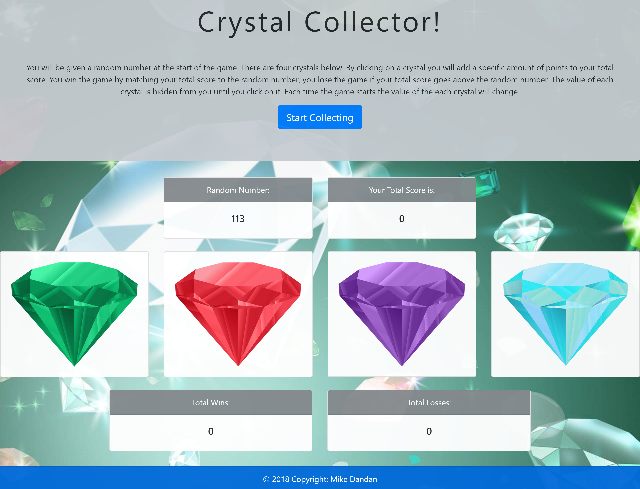 Crystal Collector!
You will be given a random number at the start of the game. There are four crystals below. By clicking on a crystal you will add a specific amount of points to your total
score. You win the game by matching your total score to the random number, you lose the game if your total score goes above the random number. The value of each
crystal is hidden from you until you click on it. Each time the game starts the value of the each crystal will change.
Start Collecting
Random Number: Your Total Score is:
113 0
Total Wins: Total Losses:
0 0
© 2018 Copyright: Mike Dandan